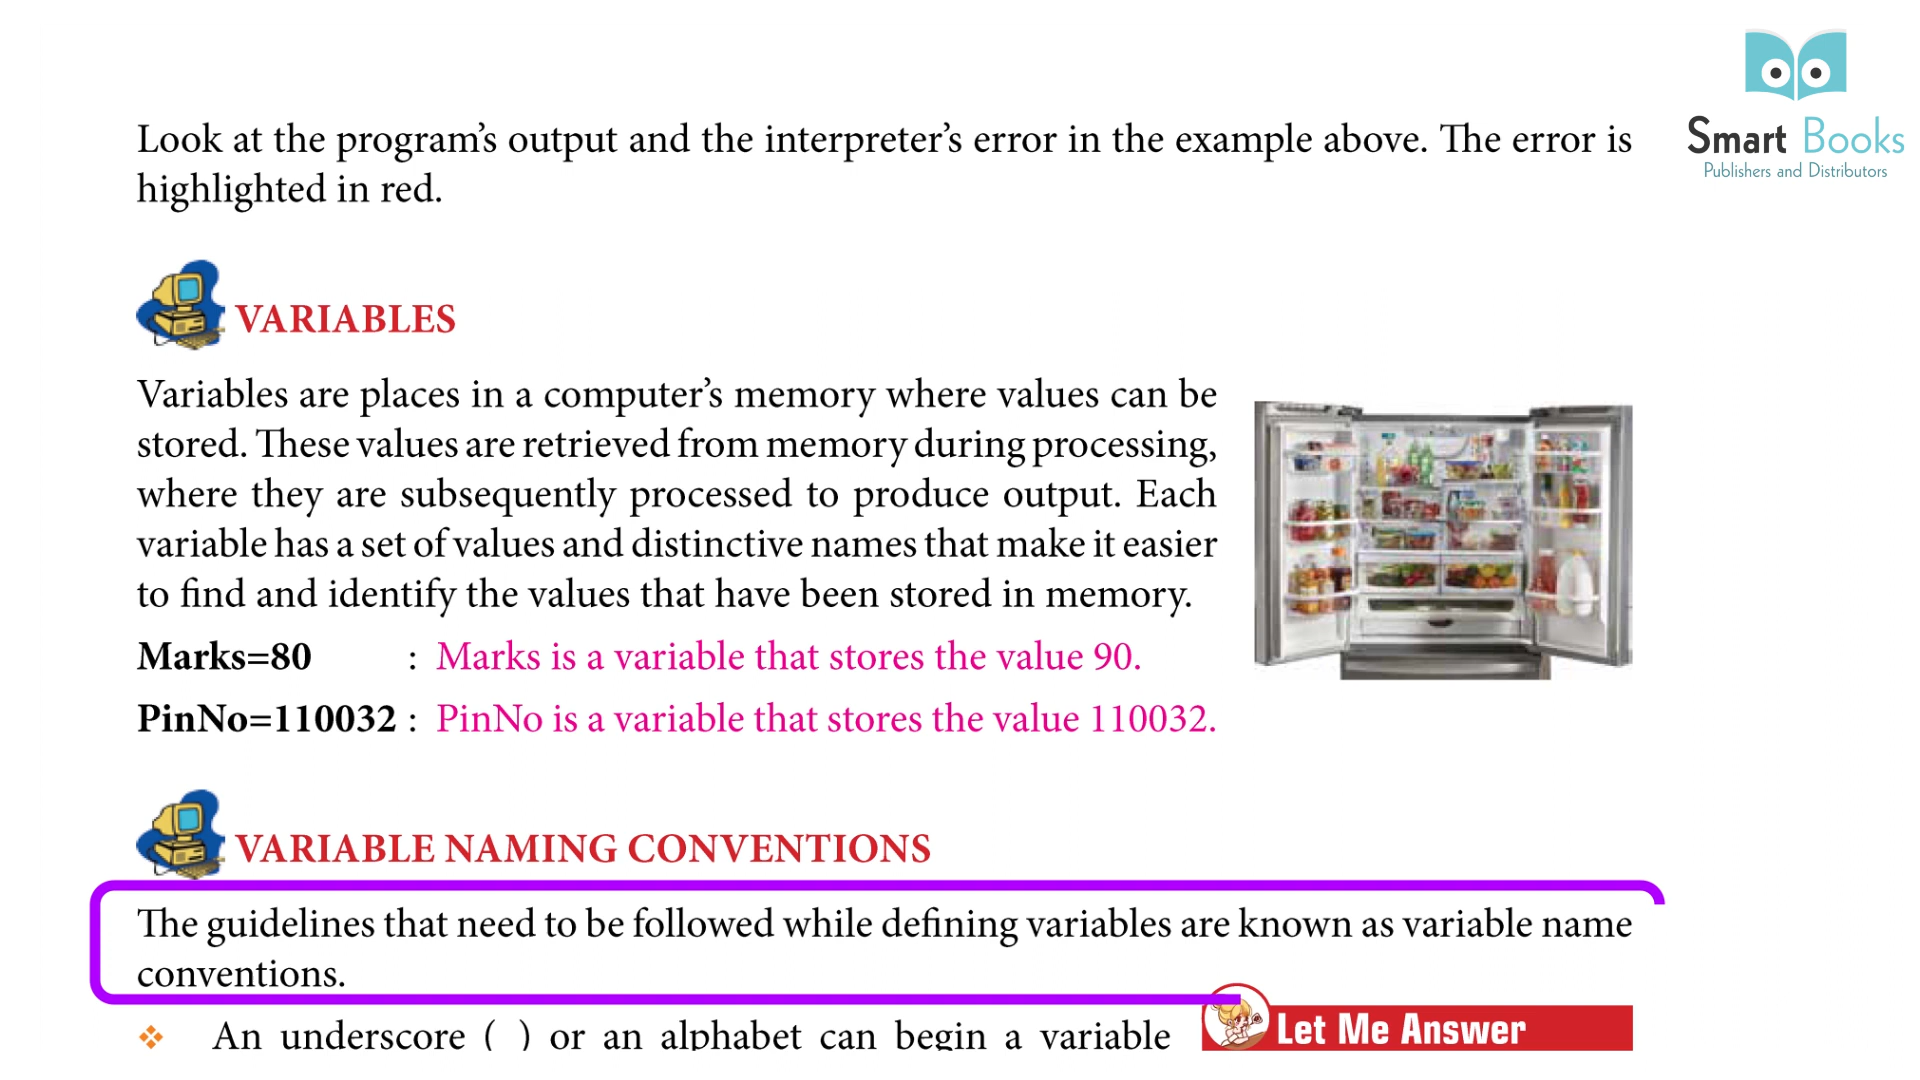 Smart Books
Publishers and Distributors
Look at the program’s output and the interpreter’s error in the example above. The error is
highlighted in red.
VARIABLES
Variables are places in a computer’s memory where values can be
stored. These values are retrieved from memory during processing,
where they are subsequently processed to produce output. Each
variable has a set of values and distinctive names that make it easier
to find and identify the values that have been stored in memory.
Marks=80 : Marks is a variable that stores the value 90.
PinNo=110032 : PinNo is a variable that stores the value 110032.
VARIABLE NAMING CONVENTIONS
The guidelines that need to be followed while defining variables are known as variable name
conventions.
❖ An underscore ( ) or an alphabet can begin a variable
Let Me Answer